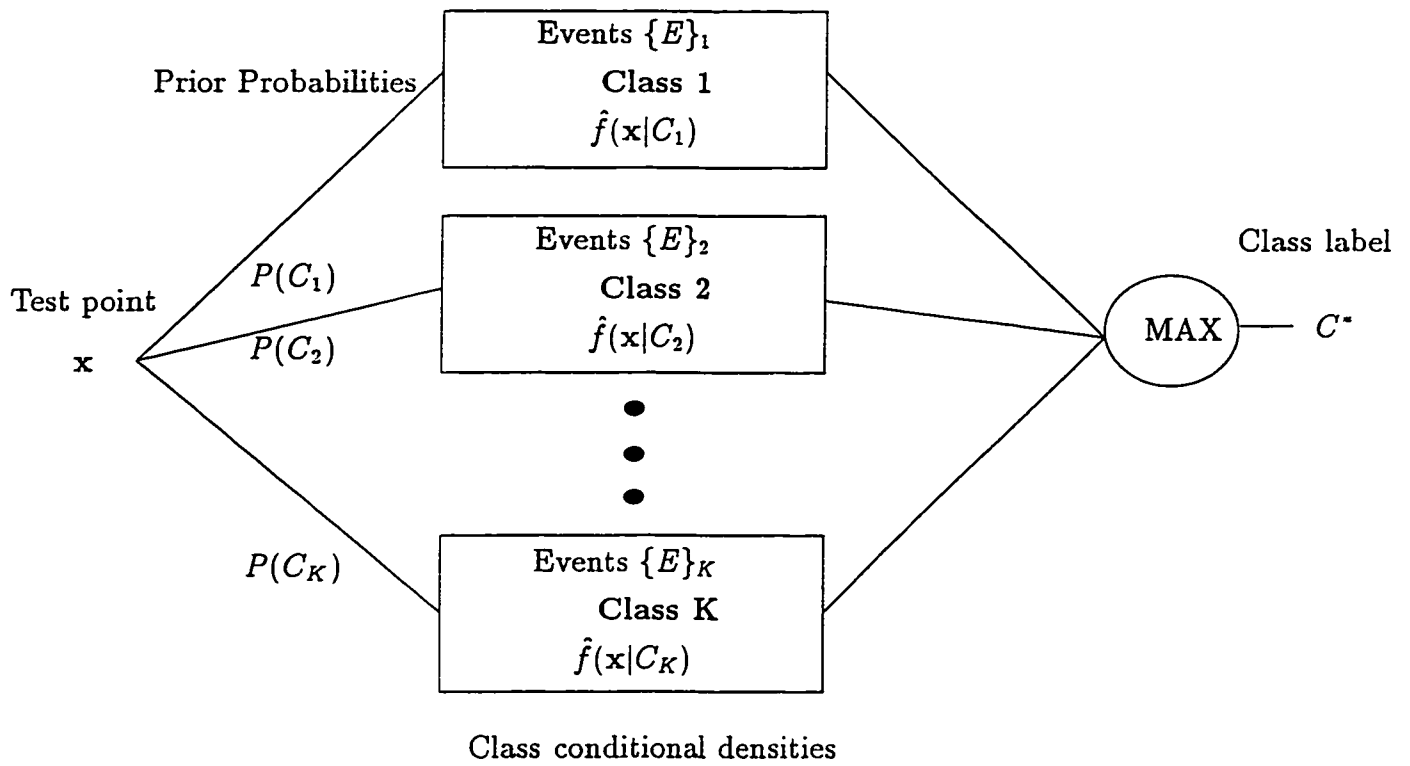 Events {E}₁
Prior Probabilities
Class 1
f̂(x|C₁)
Events {E}₂
Class label
P(C₁)
Class 2
Test point
MAX
C*
P(C₂)
f̂(x|C₂)
x
Events {E}_K
P(C_K)
Class K
f̂(x|C_K)
Class conditional densities